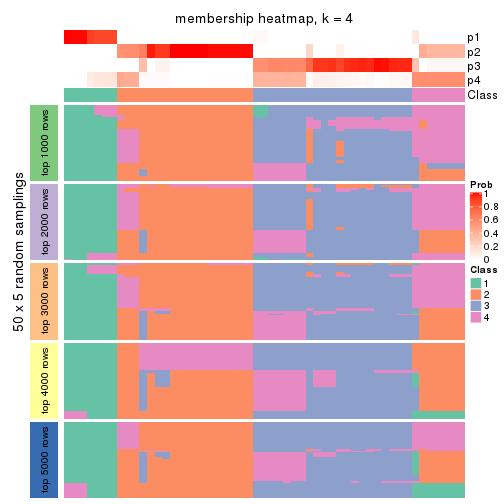 membership heatmap, k = 4
p1
p2
p3
p4
Class
50 x 5 random samplings
top 1000 rows
top 2000 rows
top 3000 rows
top 4000 rows
top 5000 rows
Prob
1
0.8
0.6
0.4
0.2
0
Class
1
2
3
4